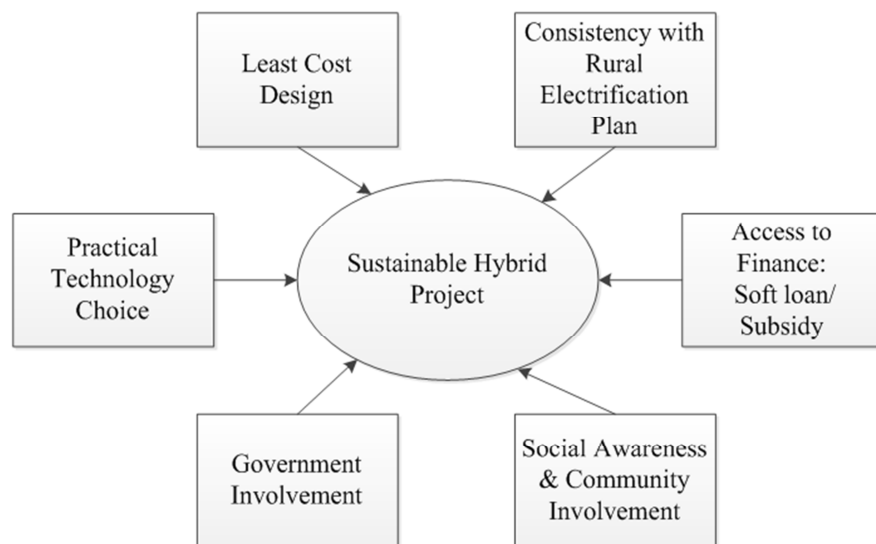 Least Cost
Design
Consistency with
Rural
Electrification
Plan
Practical
Technology
Choice
Sustainable Hybrid
Project
Access to
Finance:
Soft loan/
Subsidy
Government
Involvement
Social Awareness
& Community
Involvement